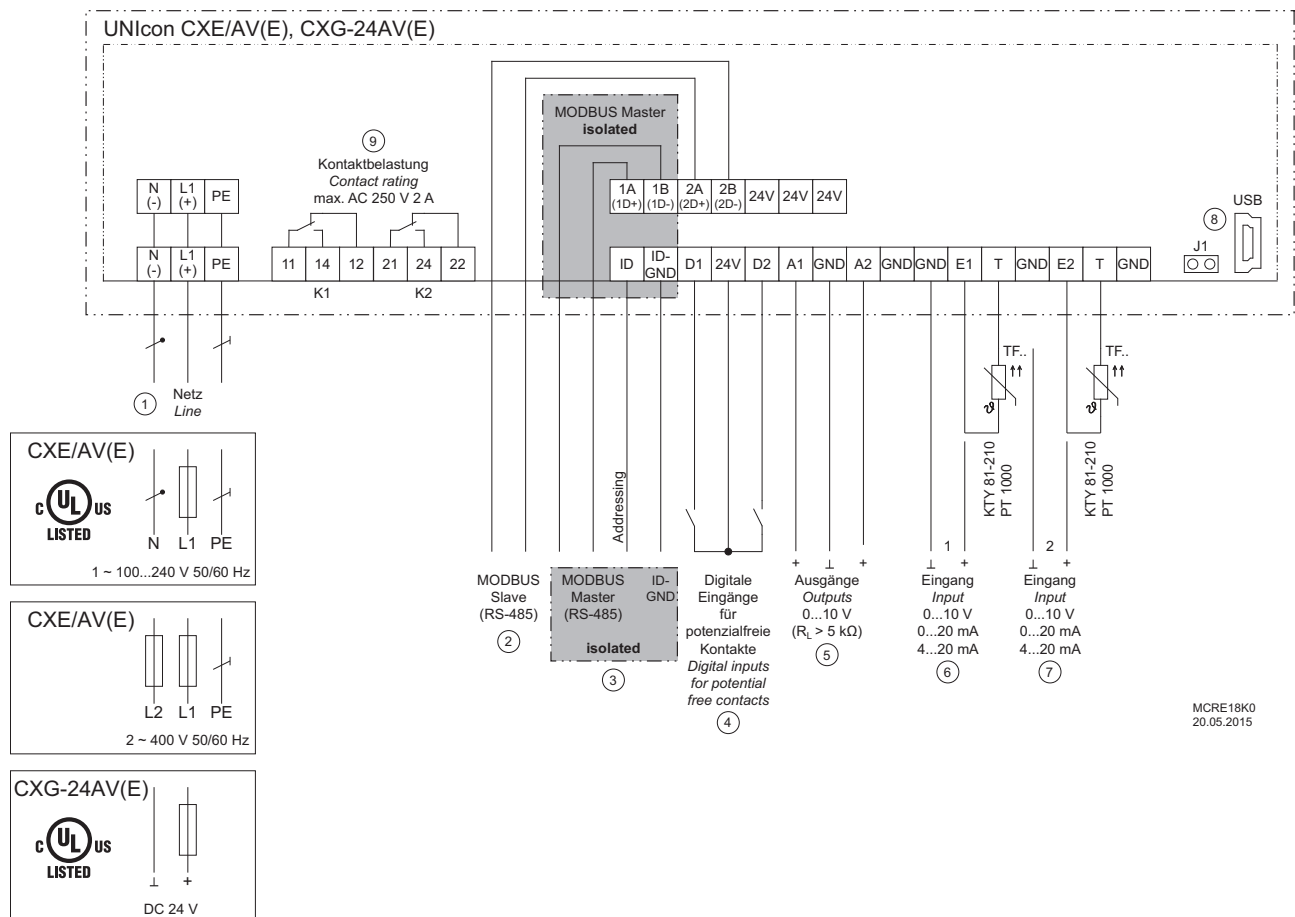 UNIcon CXE/AV(E), CXG-24AV(E)
MODBUS Master
isolated
9
Kontaktbelastung
Contact rating
max. AC 250 V 2 A
N
(-)
L1
(+)
PE
1A
(1D+)
1B
(1D-)
2A
(2D+)
2B
(2D-)
24V
24V
24V
8
USB
J1
N
(-)
L1
(+)
PE
11
14
12
21
24
22
ID
ID-
GND
D1
24V
D2
A1
GND
A2
GND
GND
E1
T
GND
E2
T
GND
K1
K2
1
Netz
Line
TF..
ϑ
KTY 81-210
PT 1000
TF..
ϑ
KTY 81-210
PT 1000
Addressing
CXE/AV(E)
C UL US
LISTED
N L1 PE
1 ~ 100...240 V 50/60 Hz
CXE/AV(E)
L2 L1 PE
2 ~ 400 V 50/60 Hz
CXG-24AV(E)
C UL US
LISTED
⊥ +
DC 24 V
MODBUS
Slave
(RS-485)
2
MODBUS
Master
(RS-485)
ID-
GND
isolated
3
Digitale
Eingänge
für
potenzialfreie
Kontakte
Digital inputs
for potential
free contacts
4
+ ⊥ +
Ausgänge
Outputs
0...10 V
(RL > 5 kΩ)
5
1
⊥ +
Eingang
Input
0...10 V
0...20 mA
4...20 mA
6
2
⊥ +
Eingang
Input
0...10 V
0...20 mA
4...20 mA
7
MCRE18K0
20.05.2015